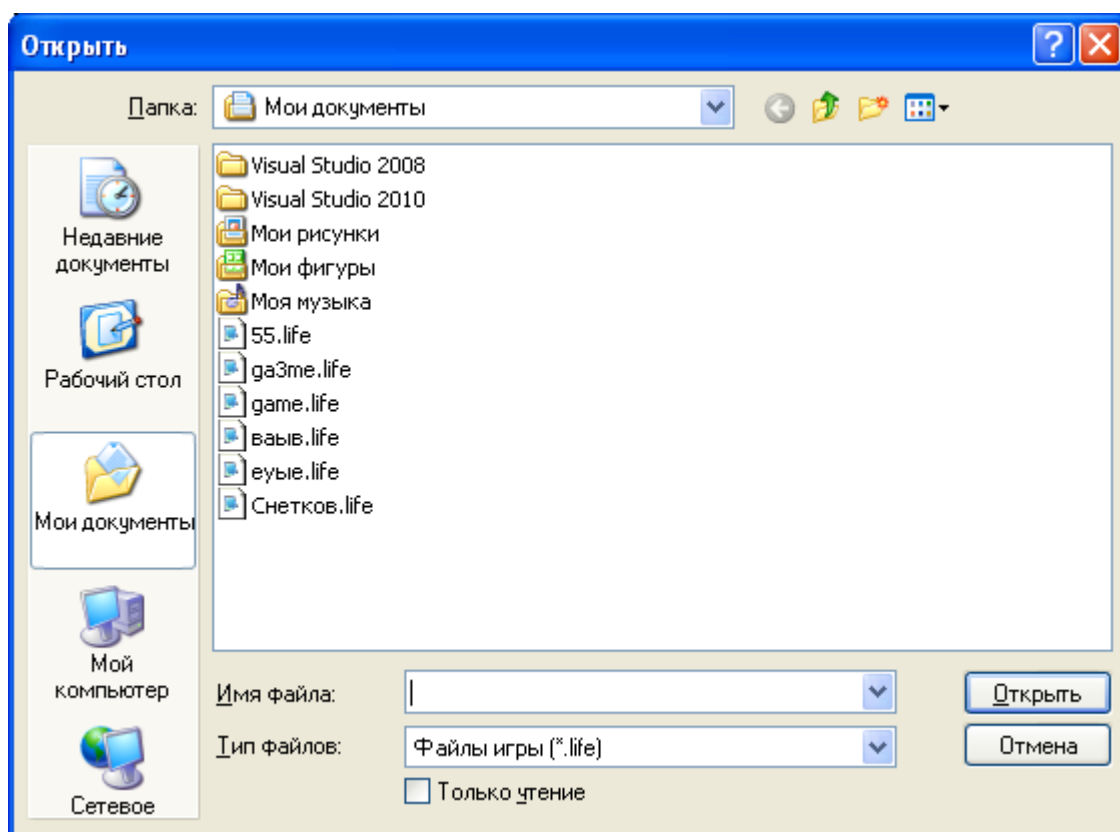 Открыть
Папка: Мои документы
Недавние
документы
Рабочий стол
Мои документы
Мой
компьютер
Сетевое
Visual Studio 2008
Visual Studio 2010
Мои рисунки
Мои фигуры
Моя музыка
55.life
ga3me.life
game.life
ваыв.life
еуые.life
Снетков.life
Имя файла:
Открыть
Тип файлов: Файлы игры (*.life)
Отмена
Только чтение